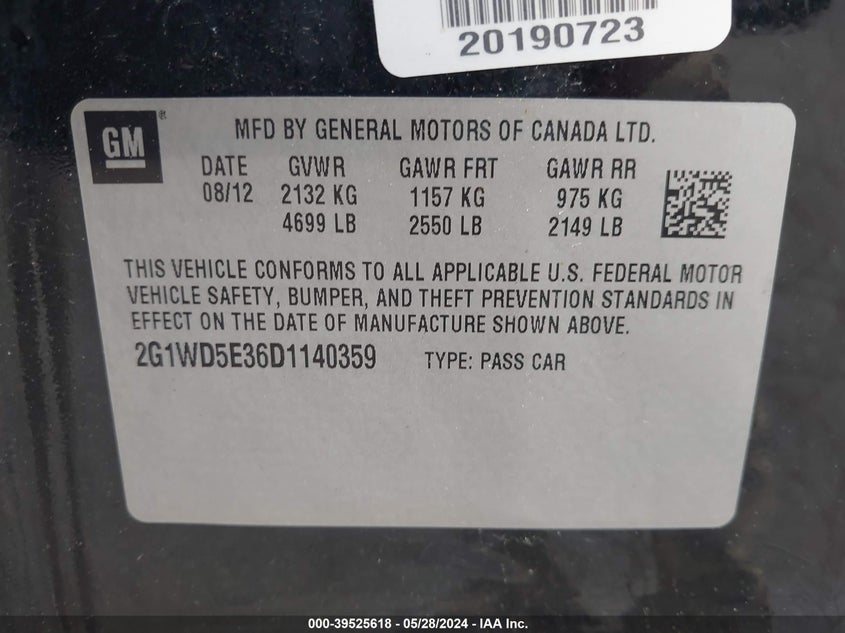 20190723
GM ®
MFD BY GENERAL MOTORS OF CANADA LTD.
DATE GVWR GAWR FRT GAWR RR
08/12 2132 KG 1157 KG 975 KG
4699 LB 2550 LB 2149 LB
THIS VEHICLE CONFORMS TO ALL APPLICABLE U.S. FEDERAL MOTOR
VEHICLE SAFETY, BUMPER, AND THEFT PREVENTION STANDARDS IN
EFFECT ON THE DATE OF MANUFACTURE SHOWN ABOVE.
2G1WD5E36D1140359 TYPE: PASS CAR
000-39525618 - 05/28/2024 - IAA Inc.